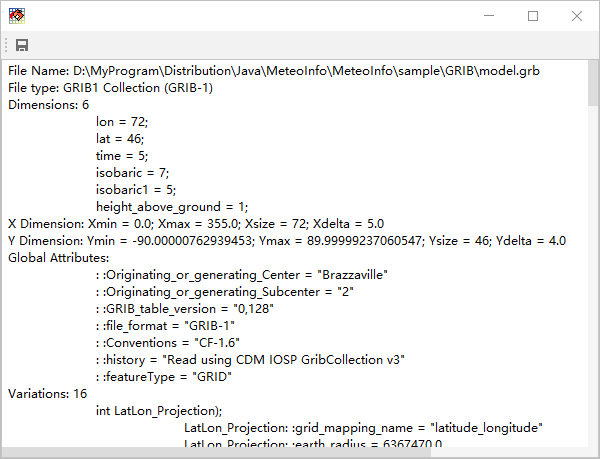 File Name: D:\MyProgram\Distribution\Java\MeteoInfo\MeteoInfo\sample\GRIB\model.grb
File type: GRIB1 Collection (GRIB-1)
Dimensions: 6
lon = 72;
lat = 46;
time = 5;
isobaric = 7;
isobaric1 = 5;
height_above_ground = 1;
X Dimension: Xmin = 0.0; Xmax = 355.0; Xsize = 72; Xdelta = 5.0
Y Dimension: Ymin = -90.00000762939453; Ymax = 89.99999237060547; Ysize = 46; Ydelta = 4.0
Global Attributes:
: :Originating_or_generating_Center = "Brazzaville"
: :Originating_or_generating_Subcenter = "2"
: :GRIB_table_version = "0,128"
: :file_format = "GRIB-1"
: :Conventions = "CF-1.6"
: :history = "Read using CDM IOSP GribCollection v3"
: :featureType = "GRID"
Variations: 16
int LatLon_Projection);
LatLon_Projection: :grid_mapping_name = "latitude_longitude"
LatLon_Projection: :earth_radius = 6367470.0